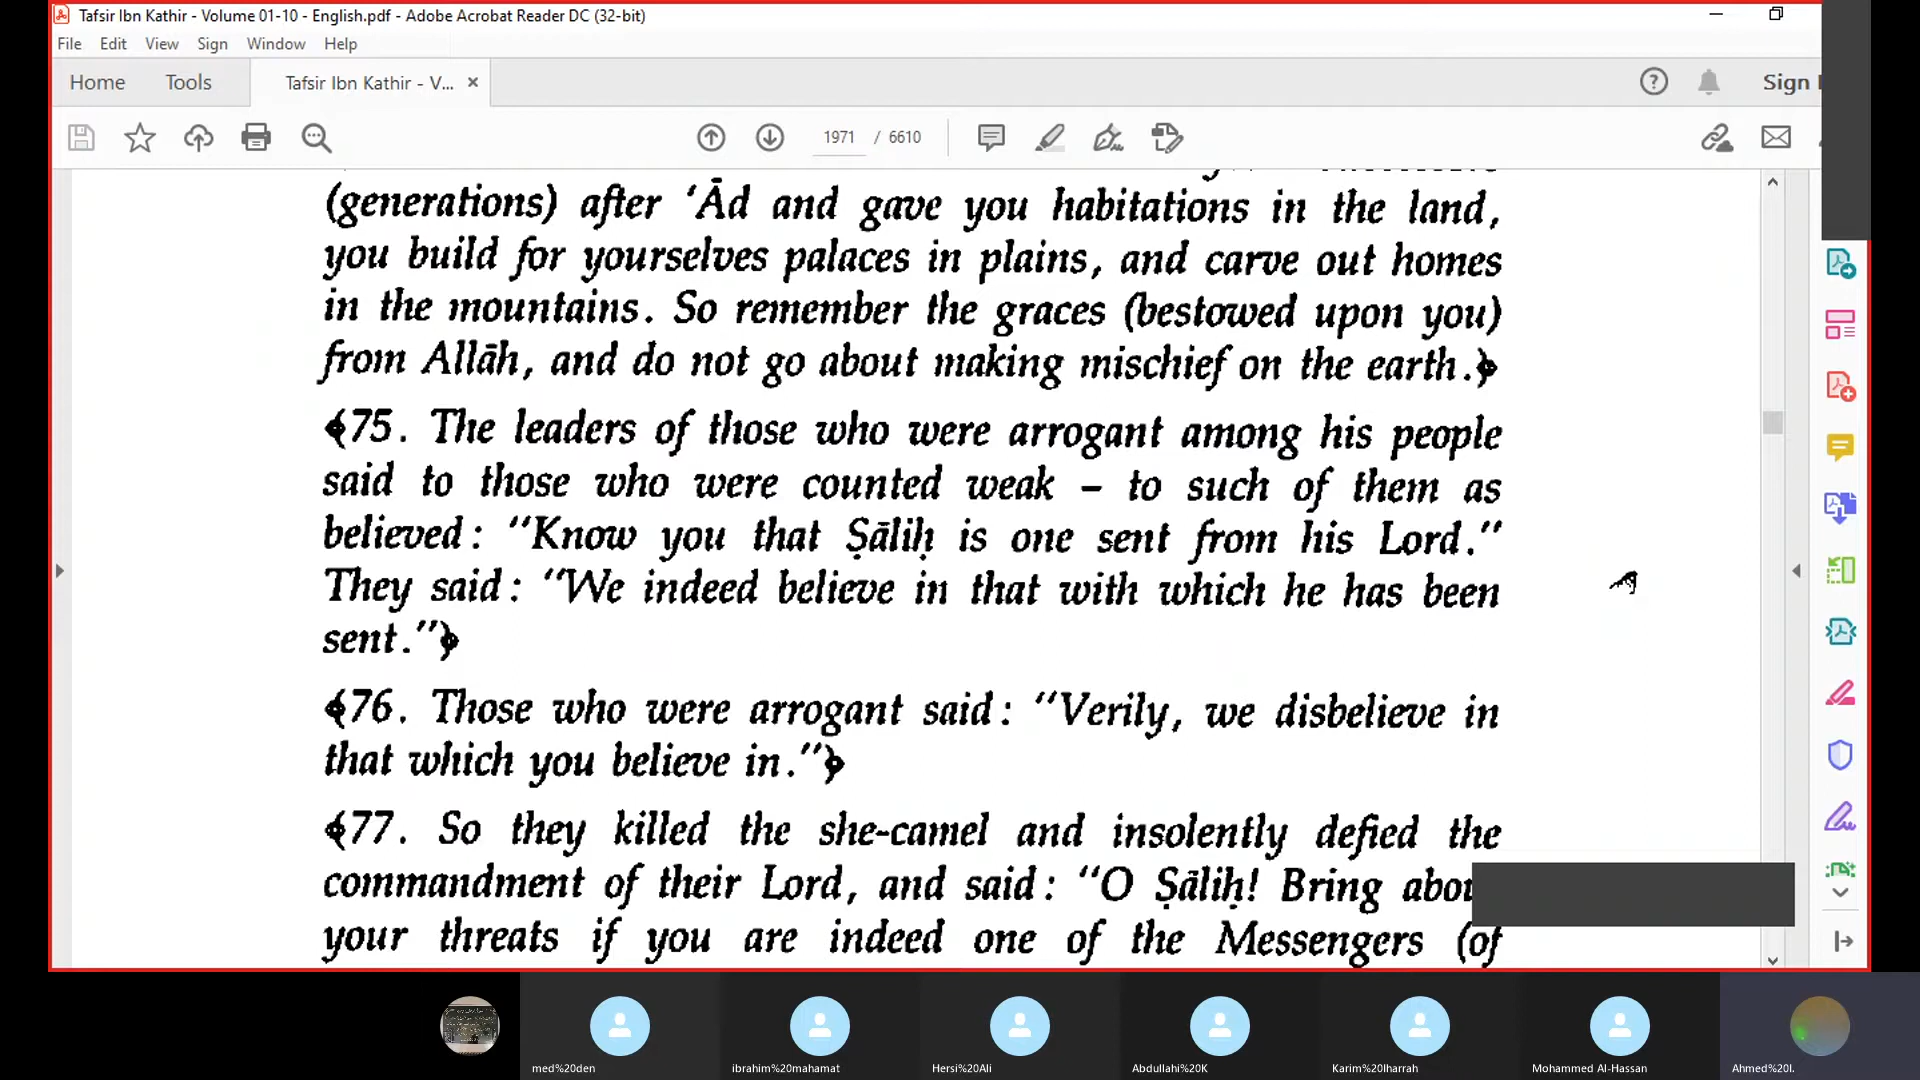 Tafsir Ibn Kathir - Volume 01-10 - English.pdf - Adobe Acrobat Reader DC (32-bit)
File Edit View Sign Window Help
Home Tools Tafsir Ibn Kathir - V... ×
Sign
1971 / 6610
(generations) after ‘Ād and gave you habitations in the land,
you build for yourselves palaces in plains, and carve out homes
in the mountains. So remember the graces (bestowed upon you)
from Allāh, and do not go about making mischief on the earth.﴿
﴾75. The leaders of those who were arrogant among his people
said to those who were counted weak – to such of them as
believed: “Know you that Ṣāliḥ is one sent from his Lord.”
They said: “We indeed believe in that with which he has been
sent.”﴿
﴾76. Those who were arrogant said: “Verily, we disbelieve in
that which you believe in.”﴿
﴾77. So they killed the she-camel and insolently defied the
commandment of their Lord, and said: “O Ṣāliḥ! Bring abou
your threats if you are indeed one of the Messengers (of
med%20den ibrahim%20mahamat Hersi%20Ali Abdullahi%20K Karim%20Iharrah Mohammed Al-Hassan Ahmed%20I.